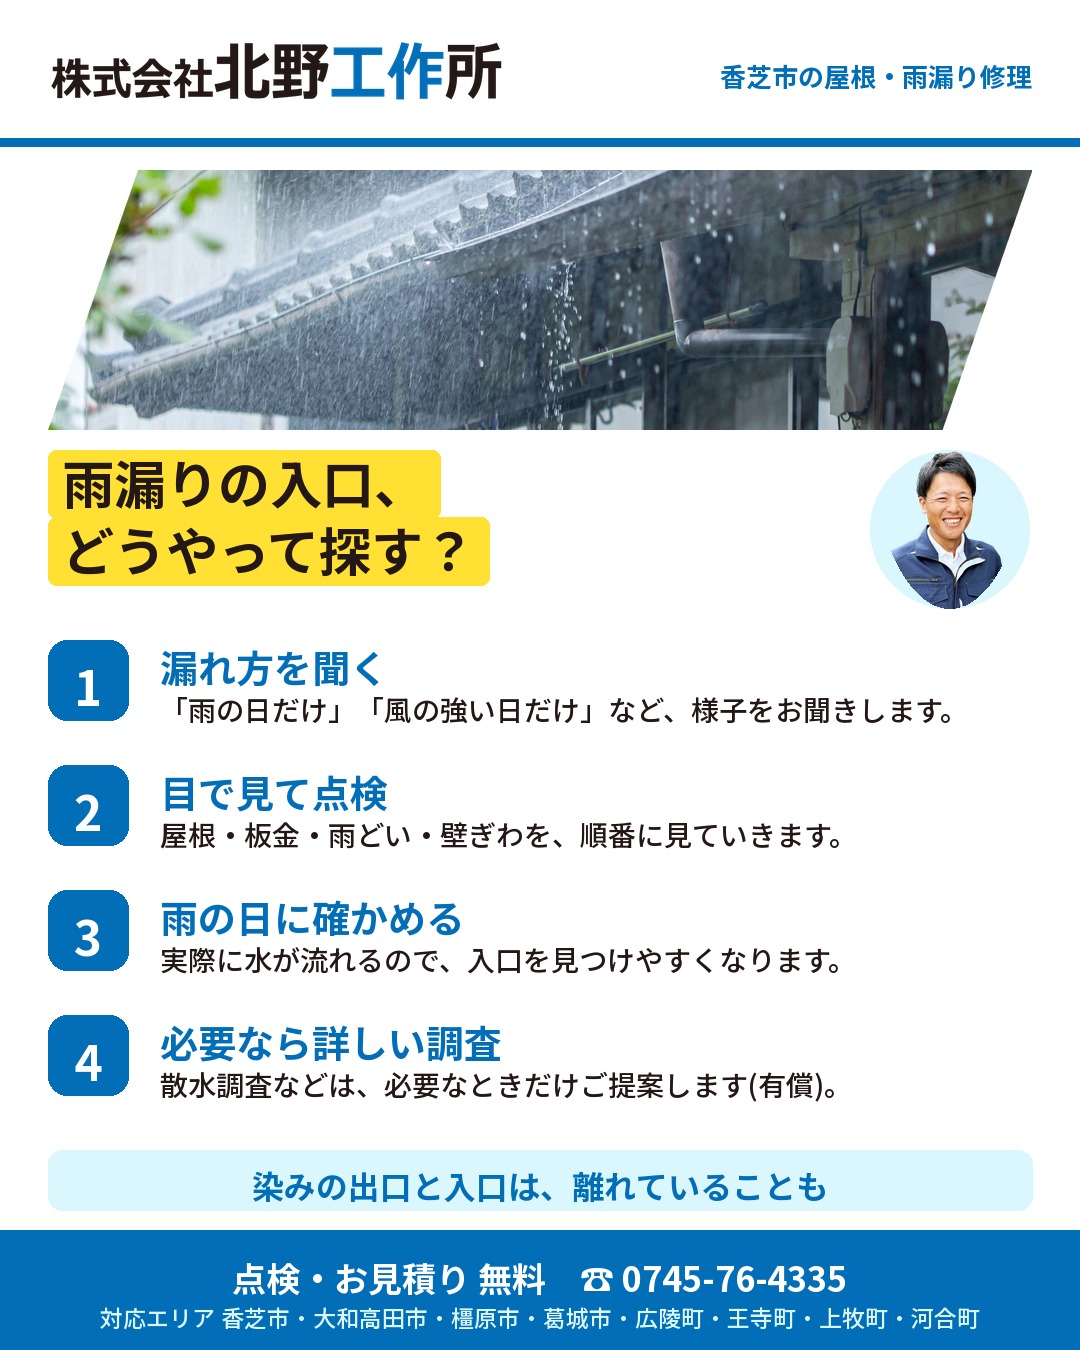 株式会社北野工作所
香芝市の屋根・雨漏り修理
雨漏りの入口、
どうやって探す？
1
漏れ方を聞く
「雨の日だけ」「風の強い日だけ」など、様子をお聞きします。
2
目で見て点検
屋根・板金・雨どい・壁ぎわを、順番に見ていきます。
3
雨の日に確かめる
実際に水が流れるので、入口を見つけやすくなります。
4
必要なら詳しい調査
散水調査などは、必要なときだけご提案します(有償)。
染みの出口と入口は、離れていることも
点検・お見積り 無料 ☎ 0745-76-4335
対応エリア 香芝市・大和高田市・橿原市・葛城市・広陵町・王寺町・上牧町・河合町